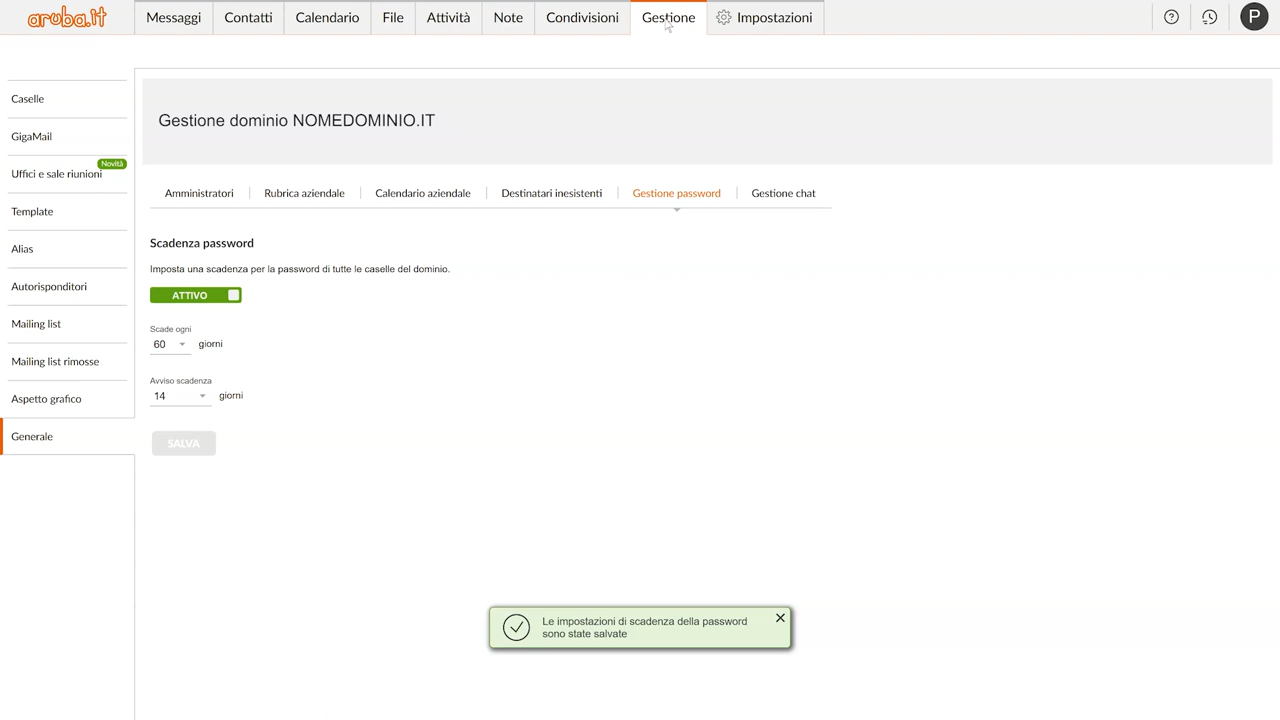 aruba.it
Messaggi
Contatti
Calendario
File
Attività
Note
Condivisioni
Gestione
Impostazioni
P
Caselle
GigaMail
Novità
Uffici e sale riunioni
Template
Alias
Autorisponditori
Mailing list
Mailing list rimosse
Aspetto grafico
Generale
Gestione dominio NOMEDOMINIO.IT
Amministratori
Rubrica aziendale
Calendario aziendale
Destinatari inesistenti
Gestione password
Gestione chat
Scadenza password
Imposta una scadenza per la password di tutte le caselle del dominio.
ATTIVO
Scade ogni
60 giorni
Avviso scadenza
14 giorni
SALVA
Le impostazioni di scadenza della password
sono state salvate